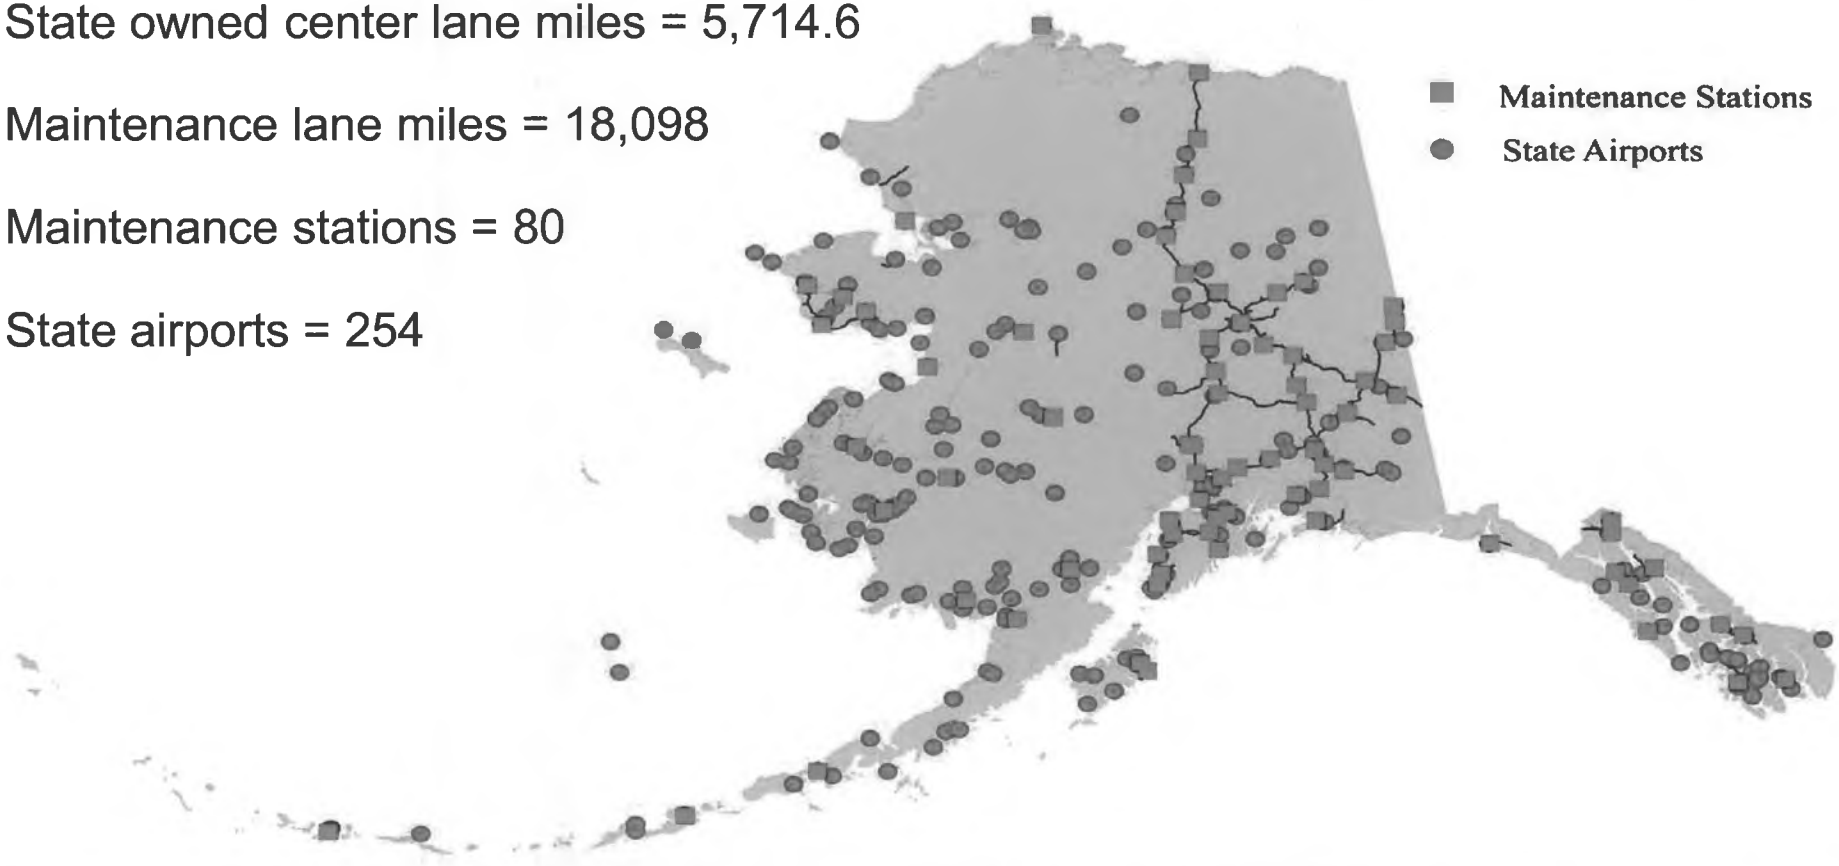 State owned center lane miles = 5,714.6
Maintenance lane miles = 18,098
Maintenance stations = 80
State airports = 254
Maintenance Stations
State Airports